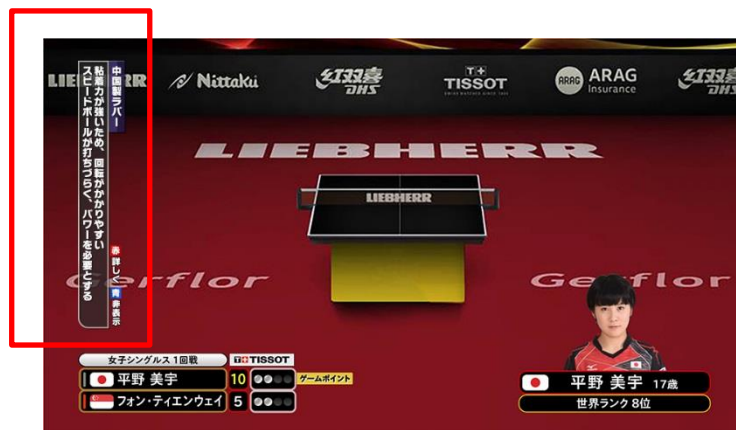 LIE RR
Nittaku
红双喜
DHS
T+
TISSOT
ARAG
ARAG
Insurance
红双喜
DHS
中国製ラバー
粘着力が強いため、回転がかかりやすい
スピードボールが打ちづらく、パワーを必要とする
赤 詳しく 青 非表示
LIEBHERR
LIEBHERR
Gerflor
Gerflor
女子シングルス 1回戦 T+TISSOT
平野 美宇 10 ゲームポイント
フォン・ティエンウェイ 5
平野 美宇 17歳
世界ランク 8位